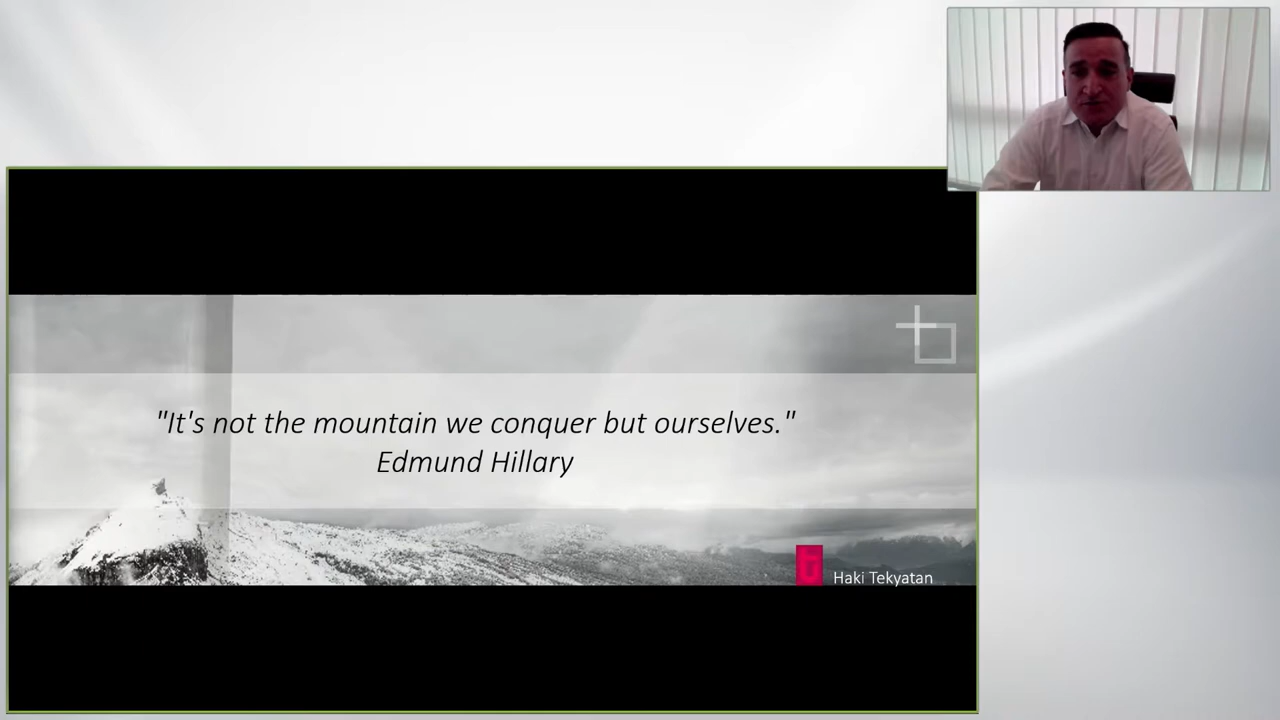 "It's not the mountain we conquer but ourselves."
Edmund Hillary
Haki Tekyatan